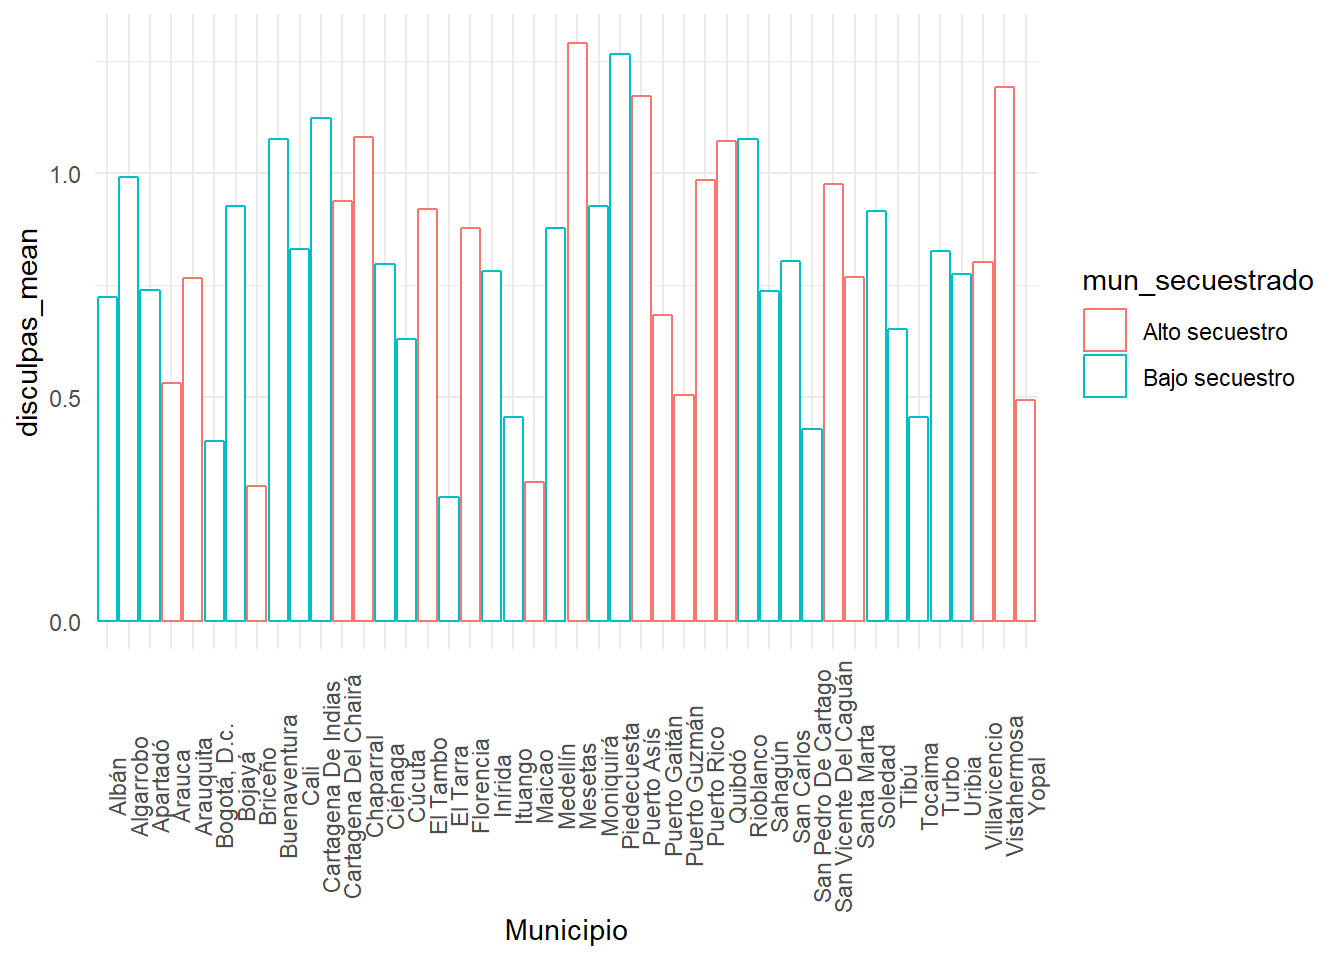 disculpas_mean
1.0
0.5
0.0
Albán
Algarrobo
Apartadó
Arauca
Arauquita
Bogotá, D.c.
Bojayá
Briceño
Buenaventura
Cali
Cartagena De Indias
Cartagena Del Chairá
Chaparral
Ciénaga
Cúcuta
El Tambo
El Tarra
Florencia
Inírida
Ituango
Maicao
Medellín
Mesetas
Moniquirá
Piedecuesta
Puerto Asís
Puerto Gaitán
Puerto Guzmán
Puerto Rico
Quibdó
Rioblanco
Sahagún
San Carlos
San Pedro De Cartago
San Vicente Del Caguán
Santa Marta
Soledad
Tibú
Tocaima
Turbo
Uribia
Villavicencio
Vistahermosa
Yopal
Municipio
mun_secuestrado
Alto secuestro
Bajo secuestro